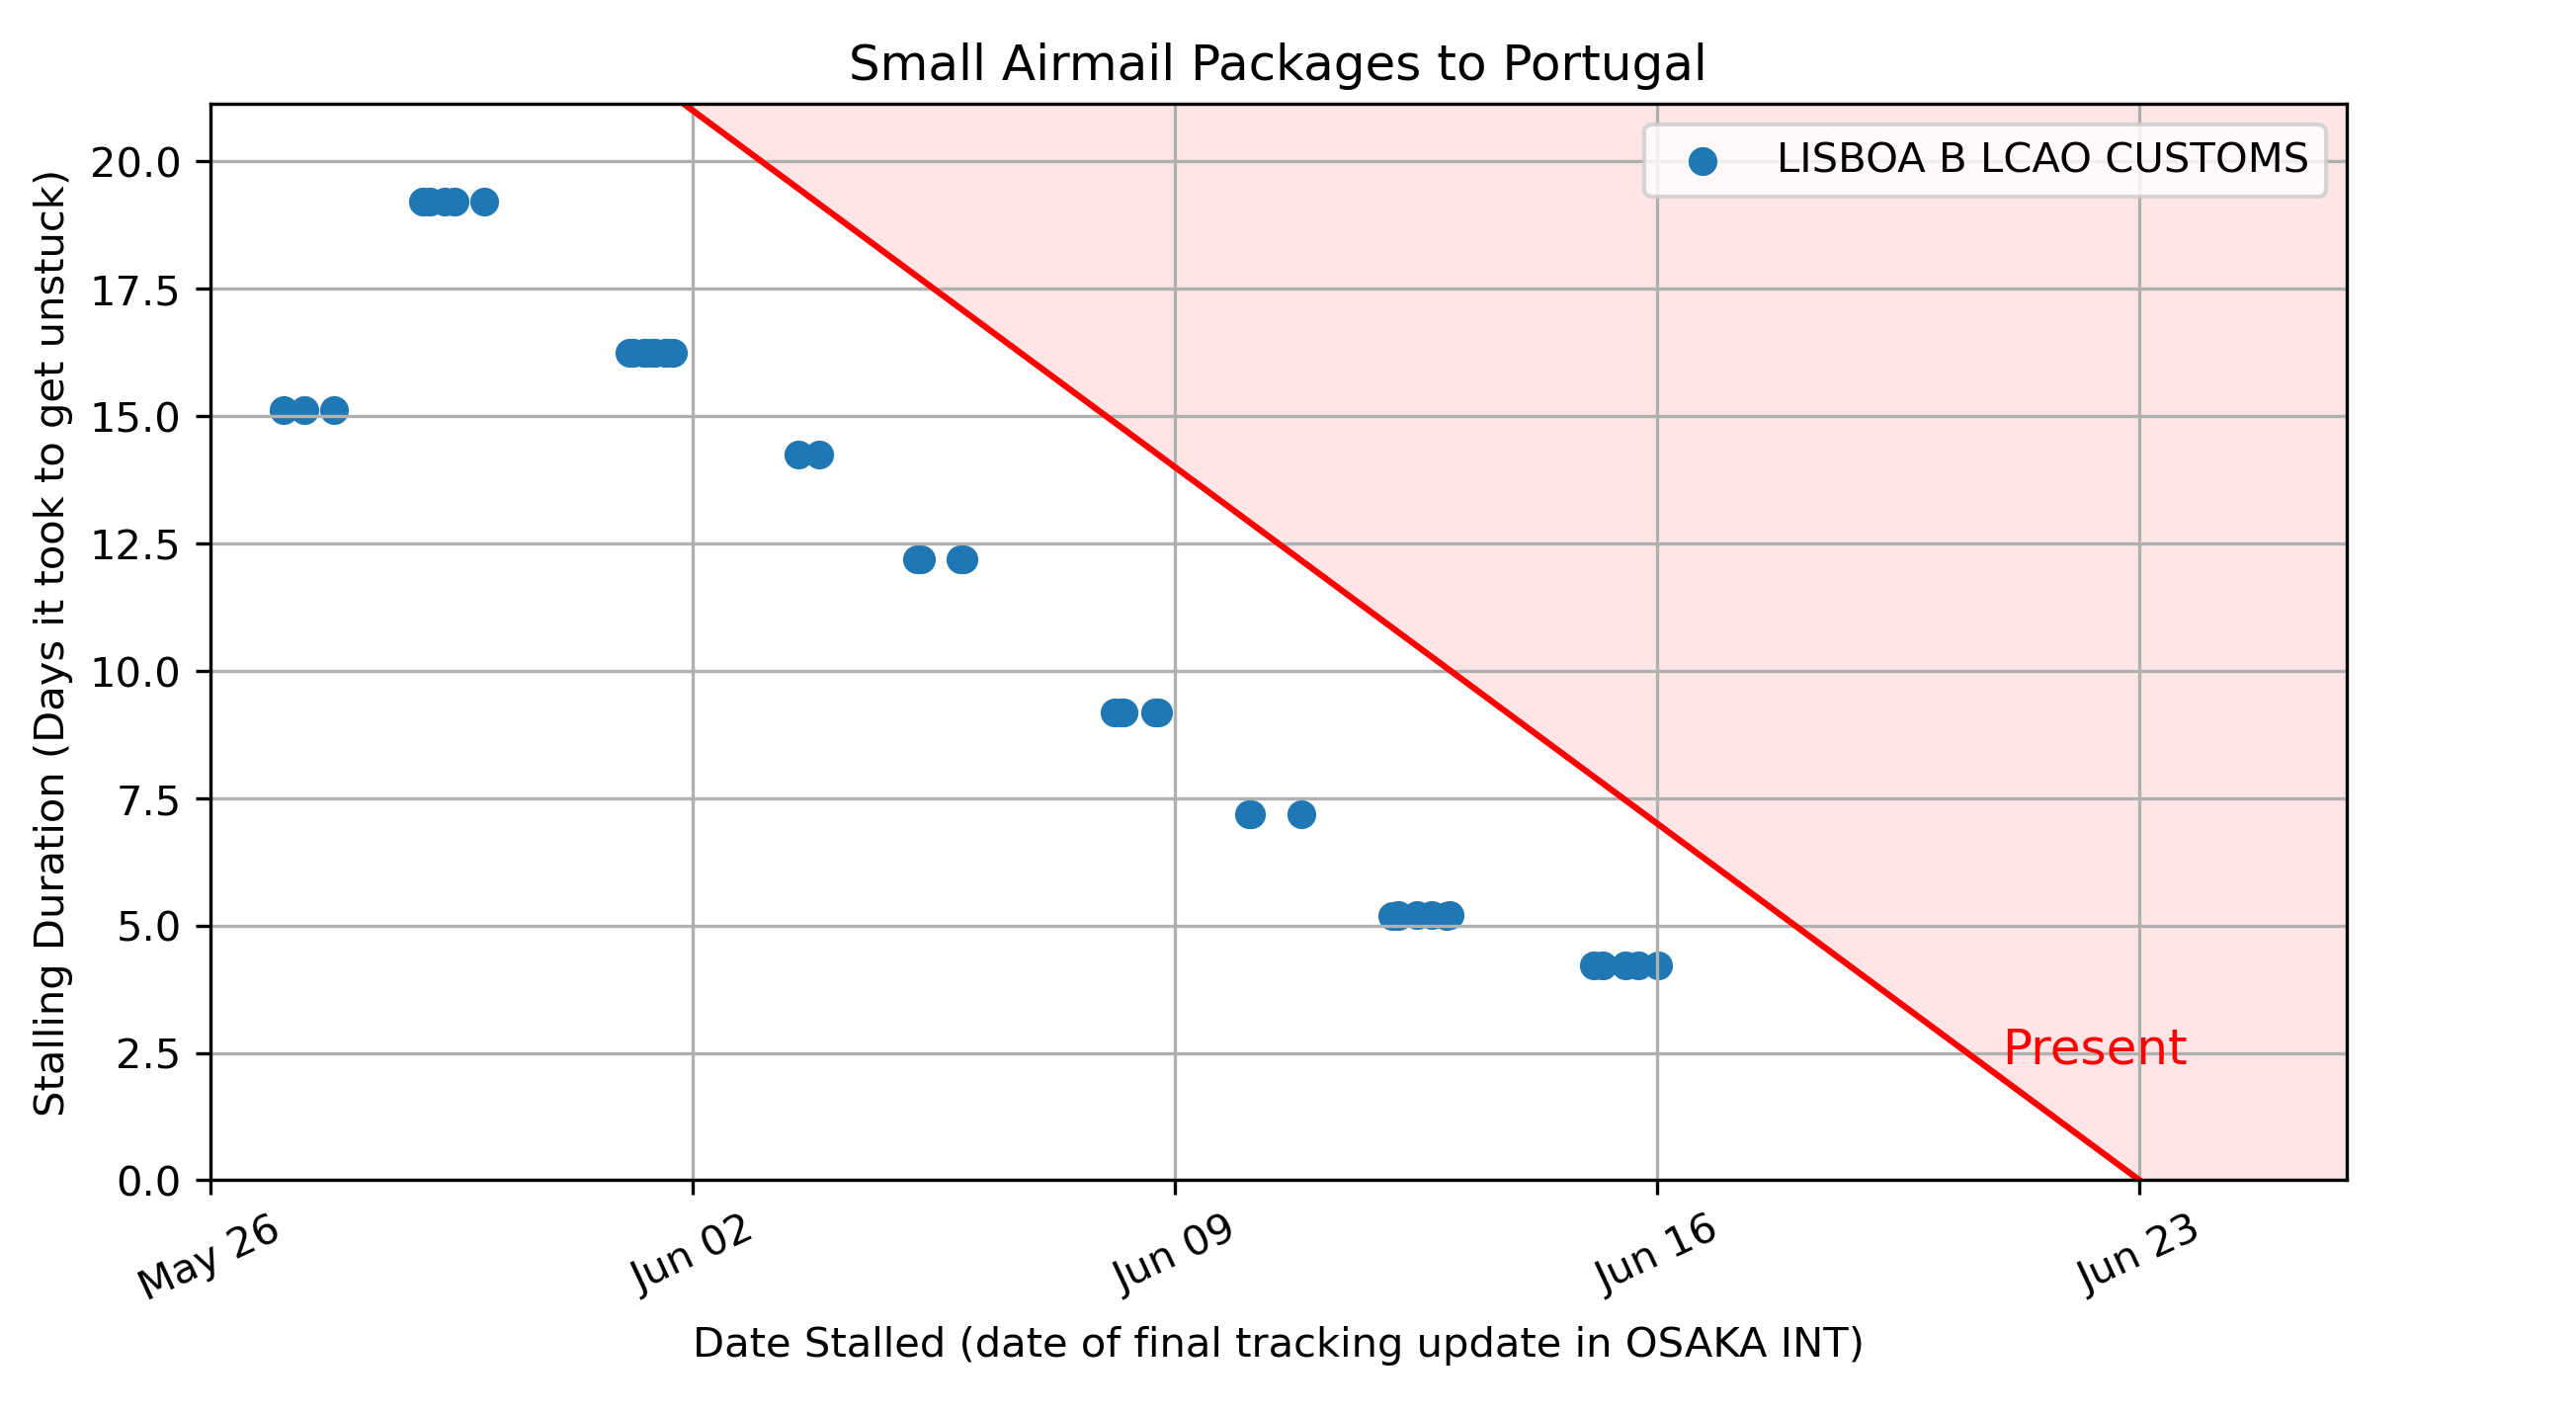 Small Airmail Packages to Portugal
LISBOA B LCAO CUSTOMS
Stalling Duration (Days it took to get unstuck)
20.0
17.5
15.0
12.5
10.0
7.5
5.0
2.5
0.0
Present
May 26
Jun 02
Jun 09
Jun 16
Jun 23
Date Stalled (date of final tracking update in OSAKA INT)